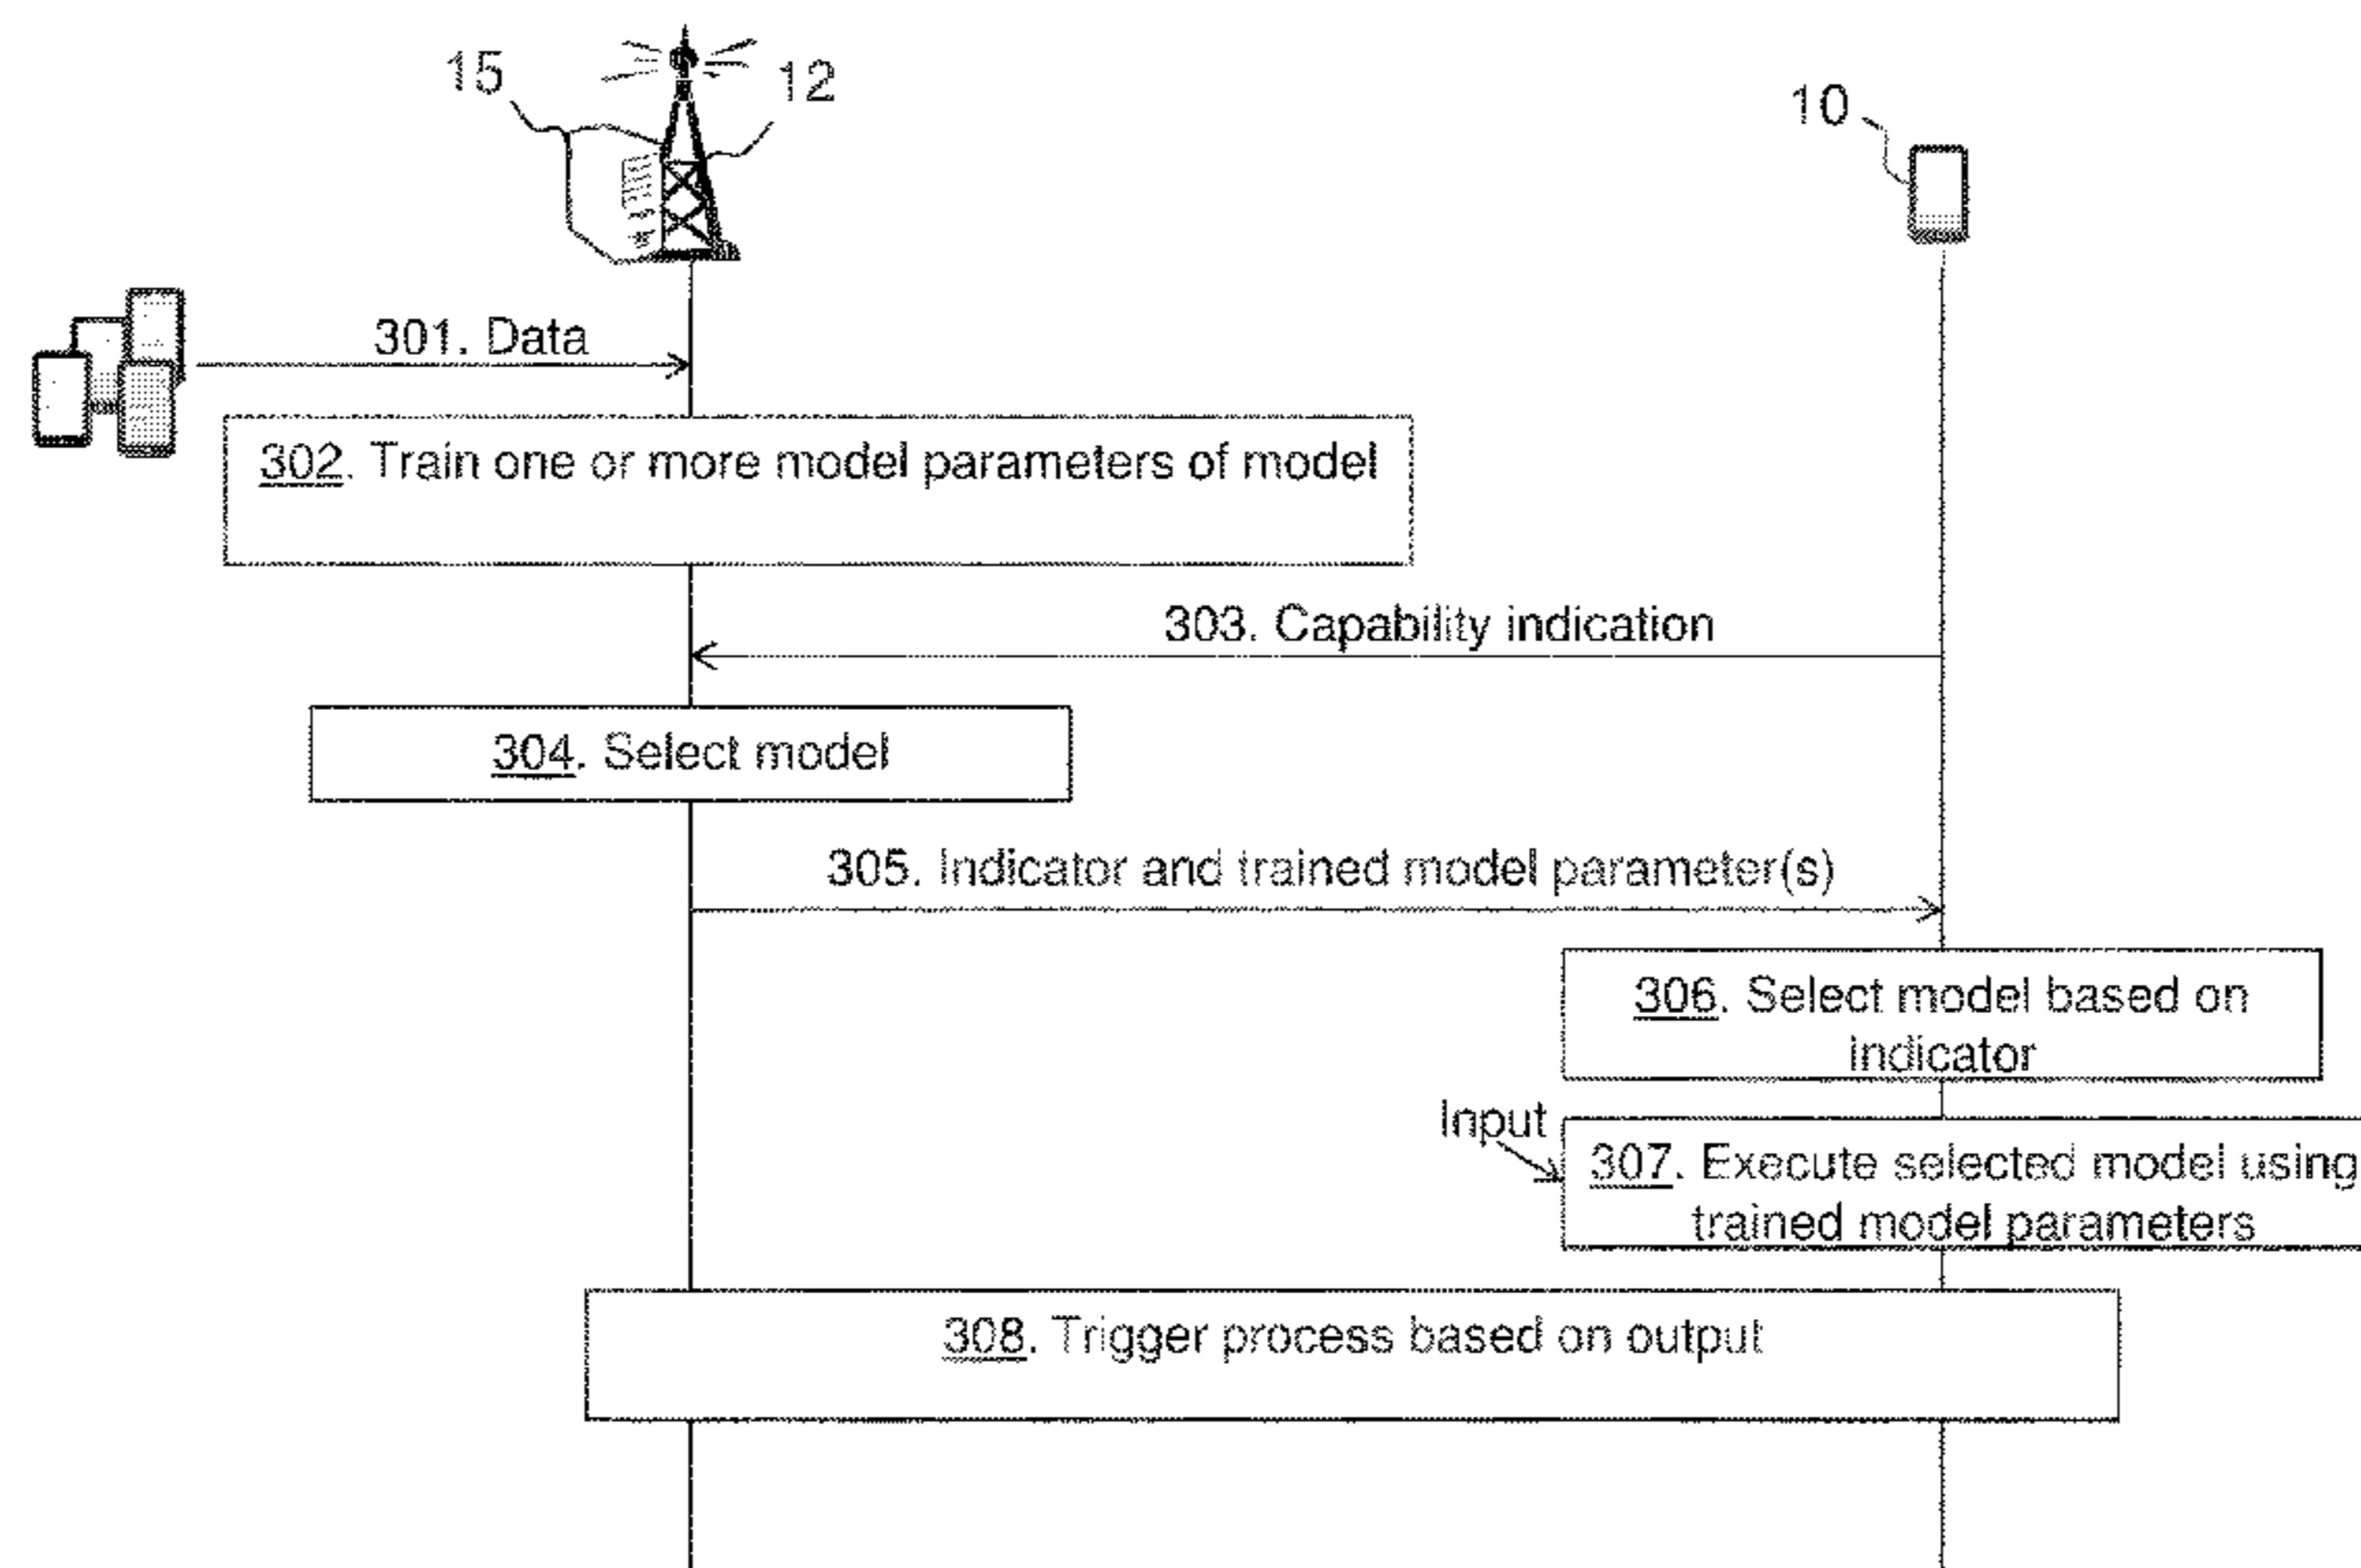 15
12
10
301. Data
302. Train one or more model parameters of model
303. Capability indication
304. Select model
305. Indicator and trained model parameter(s)
306. Select model based on
indicator
Input
307. Execute selected model using
trained model parameters
308. Trigger process based on output